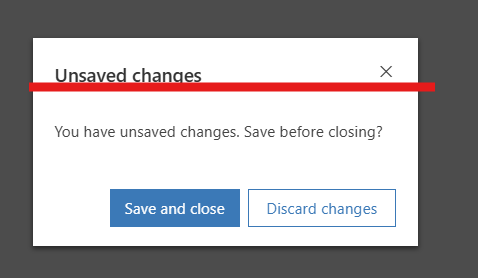 Unsaved changes
You have unsaved changes. Save before closing?
Save and close
Discard changes